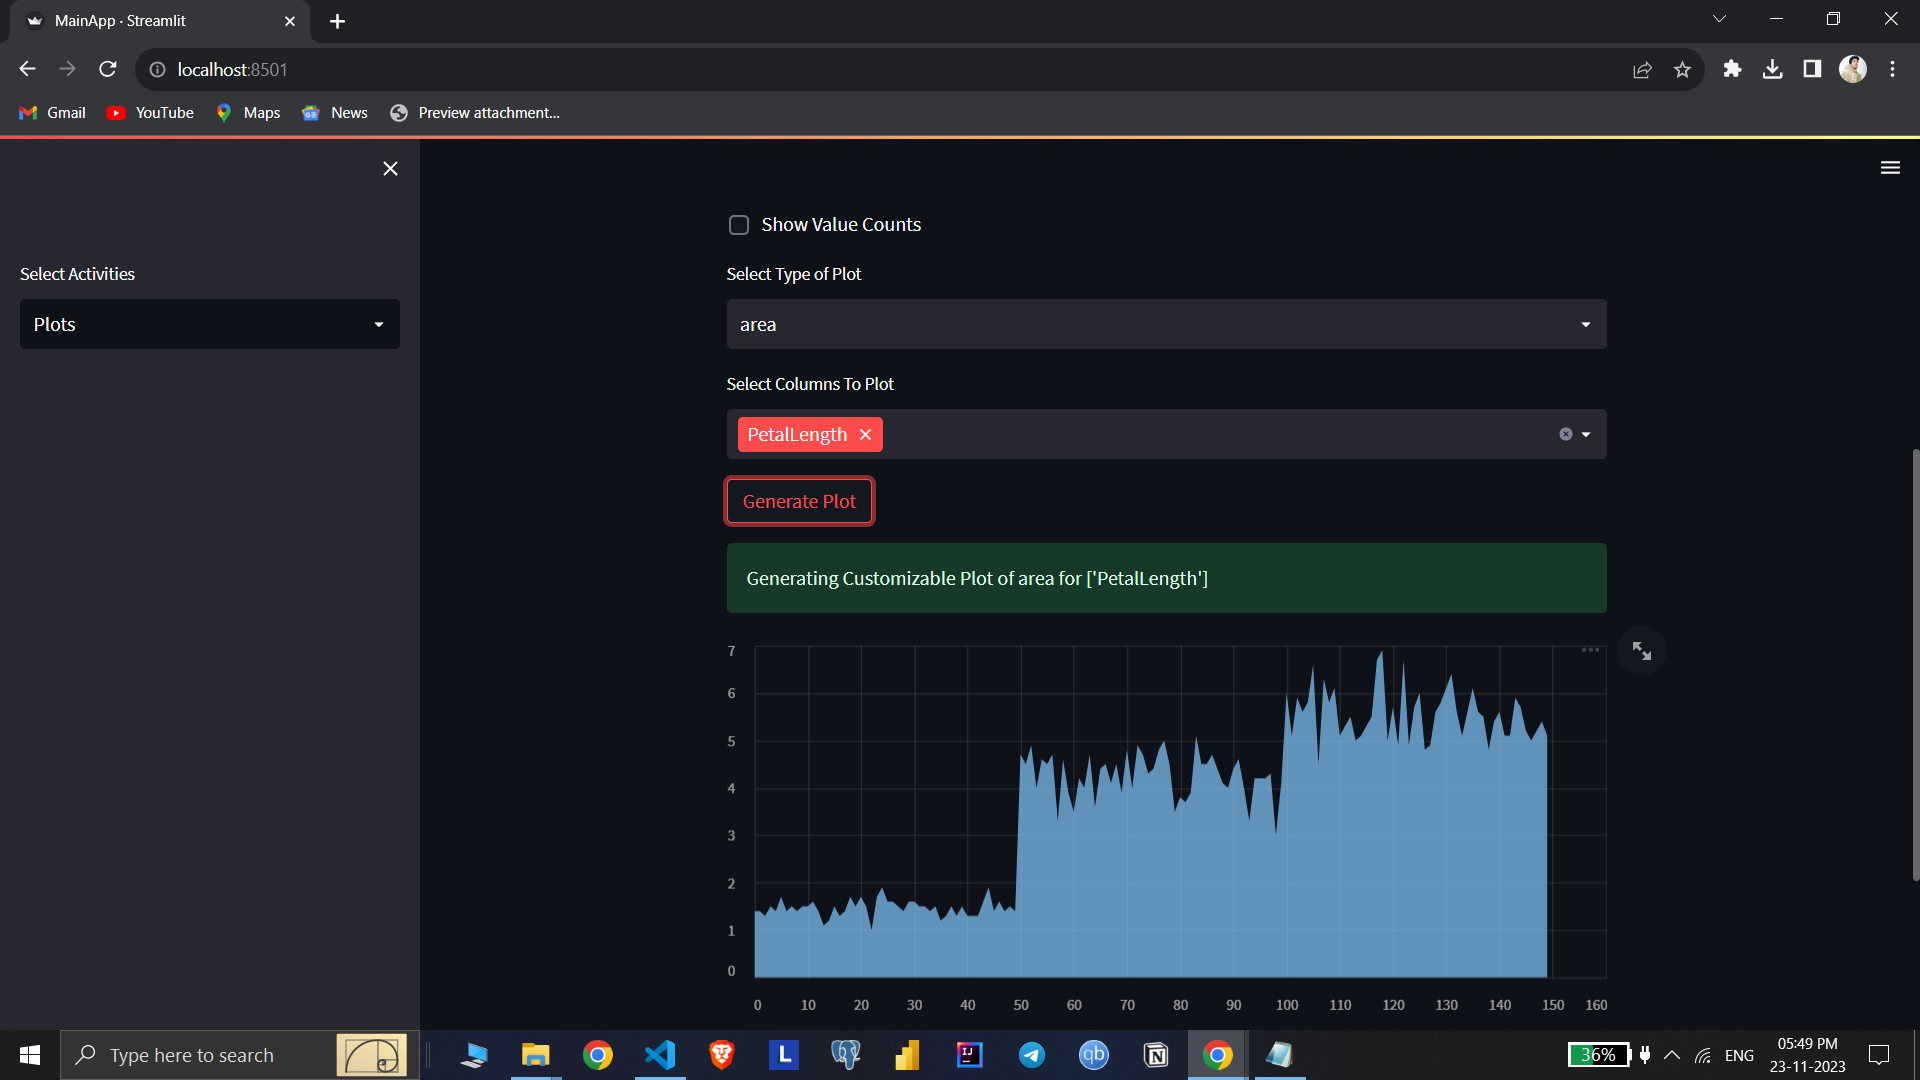 MainApp · Streamlit
localhost:8501
Gmail
YouTube
Maps
News
Preview attachment...
Select Activities
Plots
Show Value Counts
Select Type of Plot
area
Select Columns To Plot
PetalLength
Generate Plot
Generating Customizable Plot of area for ['PetalLength']
7
6
5
4
3
2
1
0
0 10 20 30 40 50 60 70 80 90 100 110 120 130 140 150 160
Type here to search
L
IJ
qb
N
36%
ENG
05:49 PM
23-11-2023